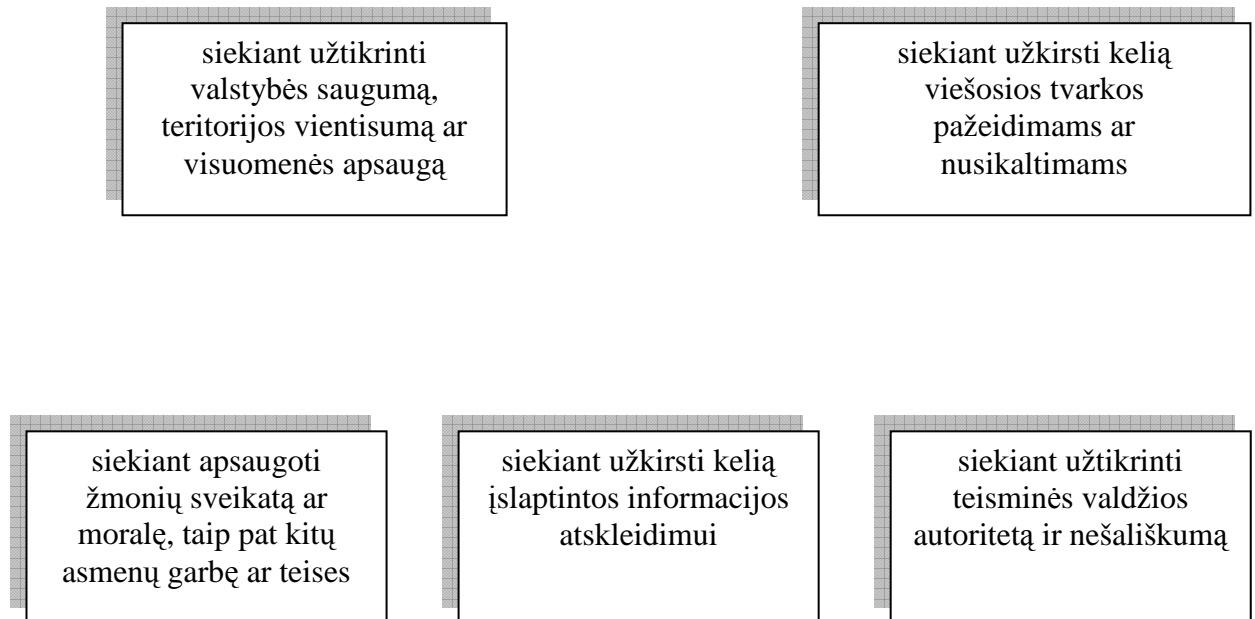 siekiant užtikrinti
valstybės saugumą,
teritorijos vientisumą ar
visuomenės apsaugą
siekiant užkirsti kelią
viešosios tvarkos
pažeidimams ar
nusikaltimams
siekiant apsaugoti
žmonių sveikatą ar
moralę, taip pat kitų
asmenų garbę ar teises
siekiant užkirsti kelią
įslaptintos informacijos
atskleidimui
siekiant užtikrinti
teisminės valdžios
autoritetą ir nešališkumą